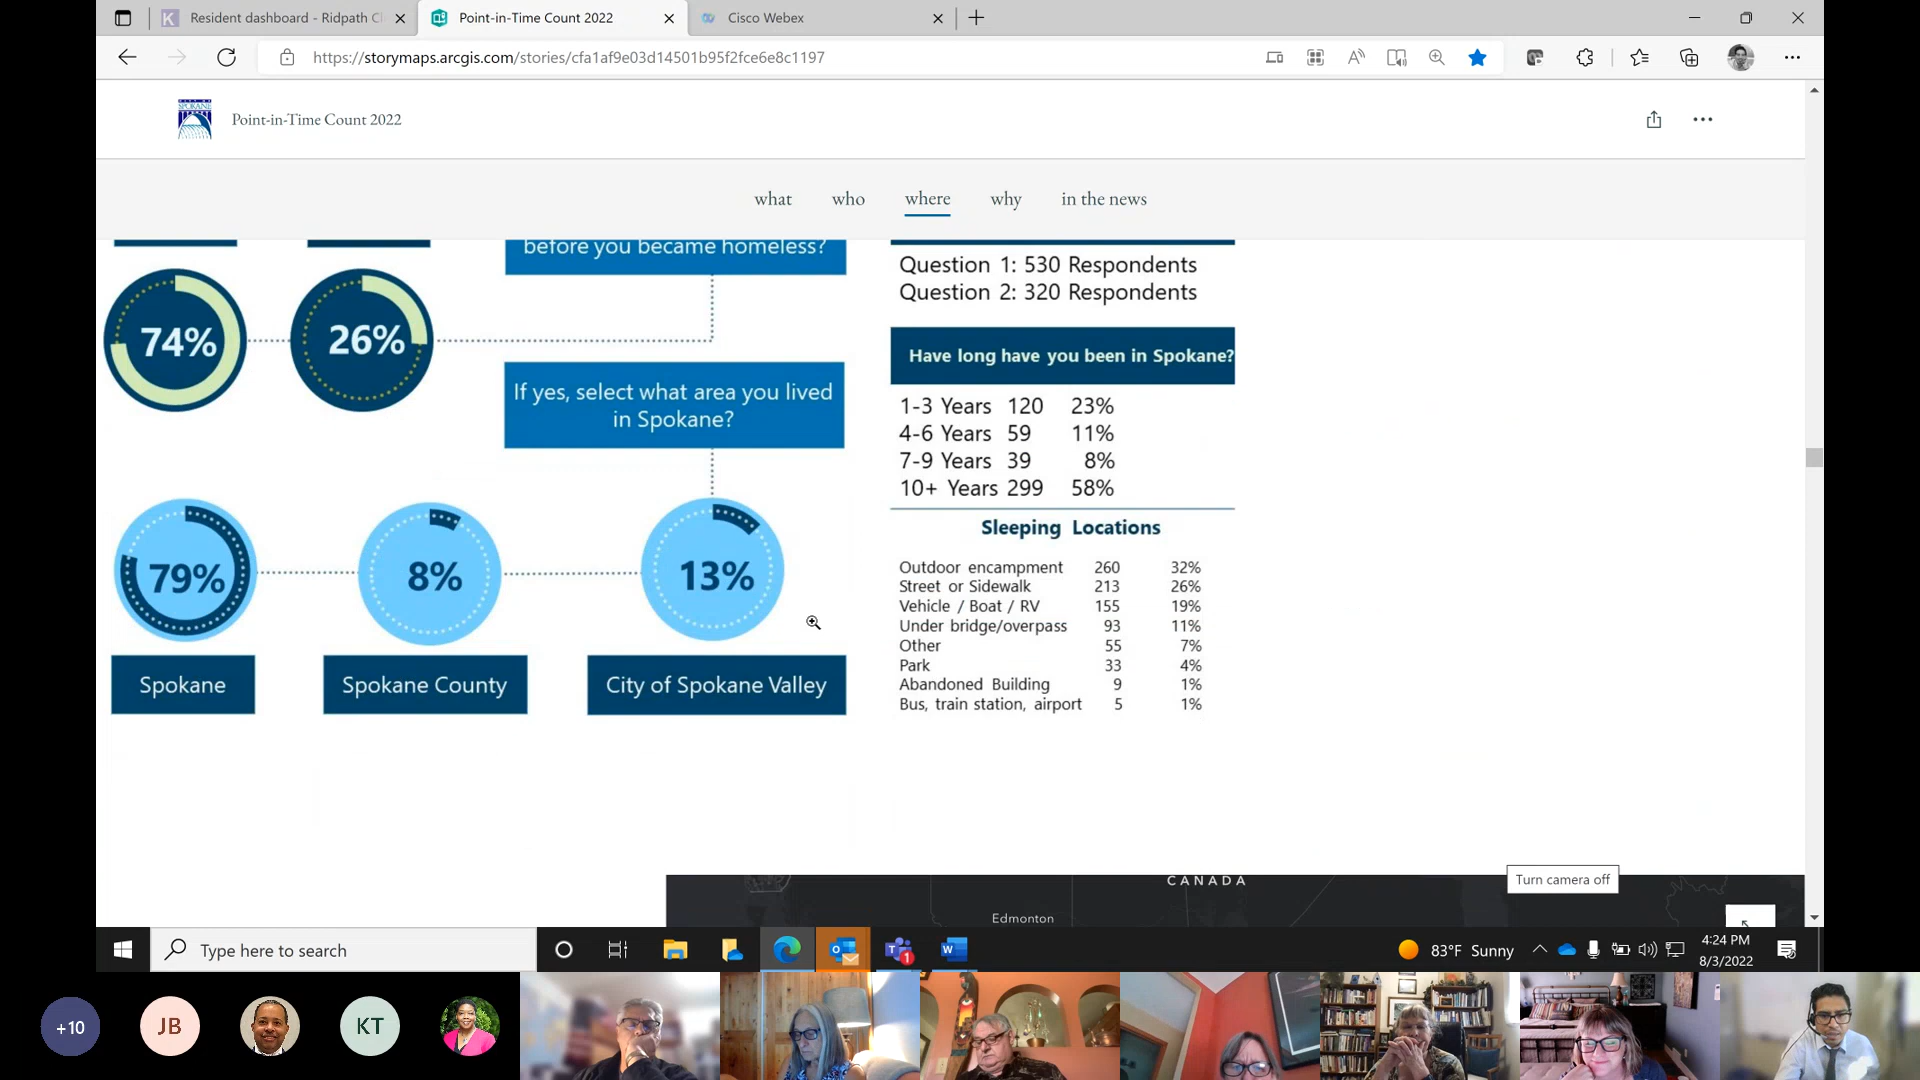 Resident dashboard - Ridpath Cl
Point-in-Time Count 2022
Cisco Webex
https://storymaps.arcgis.com/stories/cfa1af9e03d14501b95f2fce6e8c1197
SPOKANE
Point-in-Time Count 2022
what who where why in the news
before you became homeless?
Question 1: 530 Respondents
Question 2: 320 Respondents
74%
26%
Have long have you been in Spokane?
If yes, select what area you lived
in Spokane?
1-3 Years 120 23%
4-6 Years 59 11%
7-9 Years 39 8%
10+ Years 299 58%
Sleeping Locations
Outdoor encampment 260 32%
Street or Sidewalk 213 26%
Vehicle / Boat / RV 155 19%
Under bridge/overpass 93 11%
Other 55 7%
Park 33 4%
Abandoned Building 9 1%
Bus, train station, airport 5 1%
79%
8%
13%
Spokane
Spokane County
City of Spokane Valley
CANADA
Edmonton
Turn camera off
Type here to search
1
83°F Sunny
4:24 PM
8/3/2022
+10
JB
KT